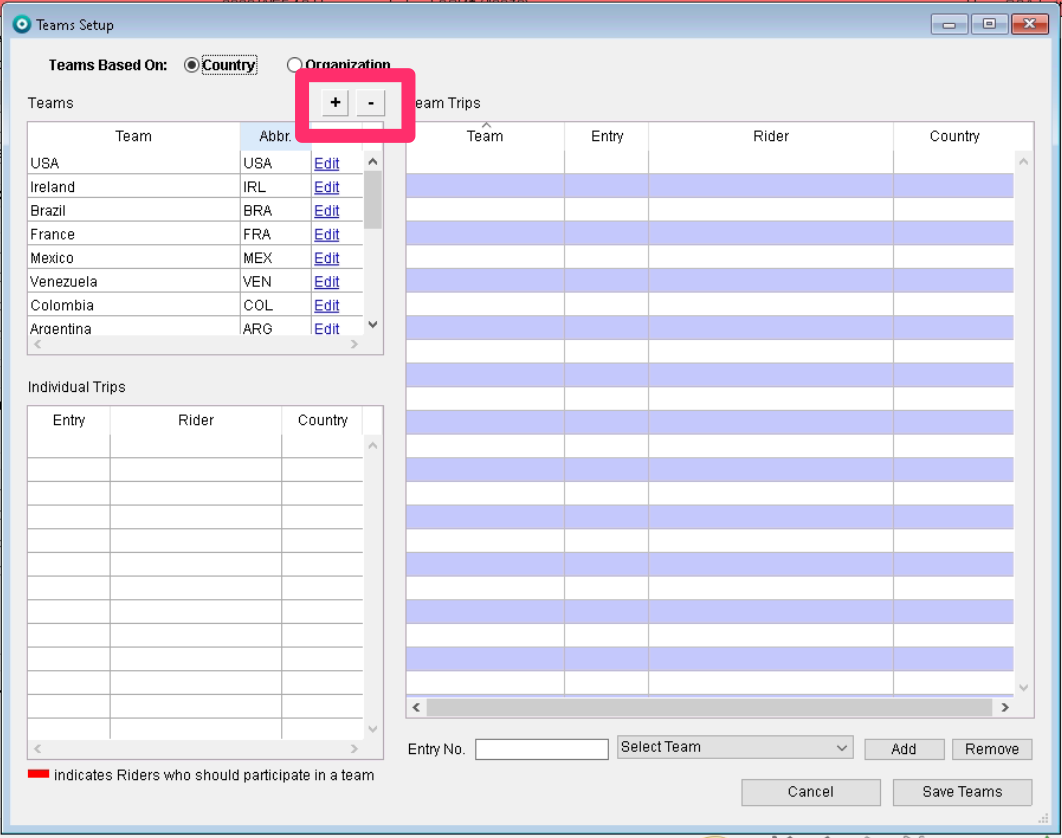 Teams Setup
Teams Based On: Country Organization
Teams + - eam Trips
Team Abbr.
USA USA Edit
Ireland IRL Edit
Brazil BRA Edit
France FRA Edit
Mexico MEX Edit
Venezuela VEN Edit
Colombia COL Edit
Argentina ARG Edit
Team Entry Rider Country
Individual Trips
Entry Rider Country
indicates Riders who should participate in a team
Entry No. Select Team Add Remove
Cancel Save Teams